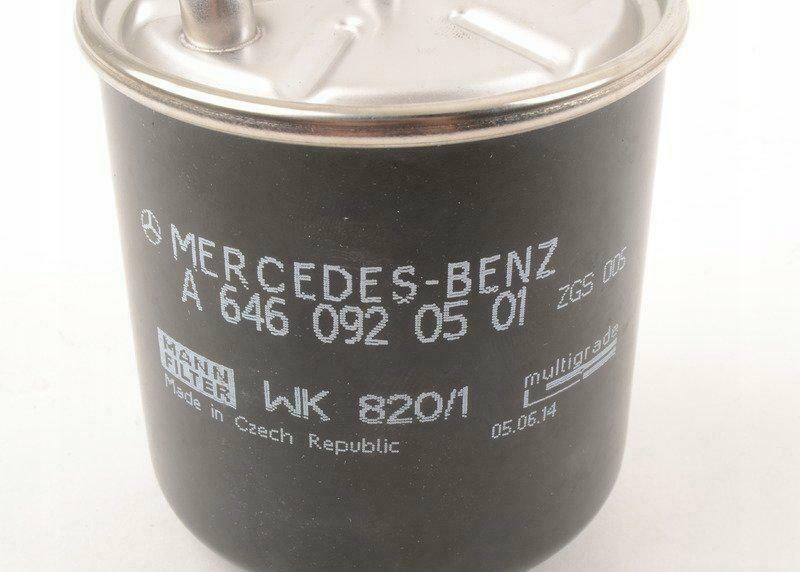 MERCEDES-BENZ
A 646 092 05 01 ZGS 005
MANN
FILTER
WK 820/1
multigrade
Made in Czech Republic
05.06.14